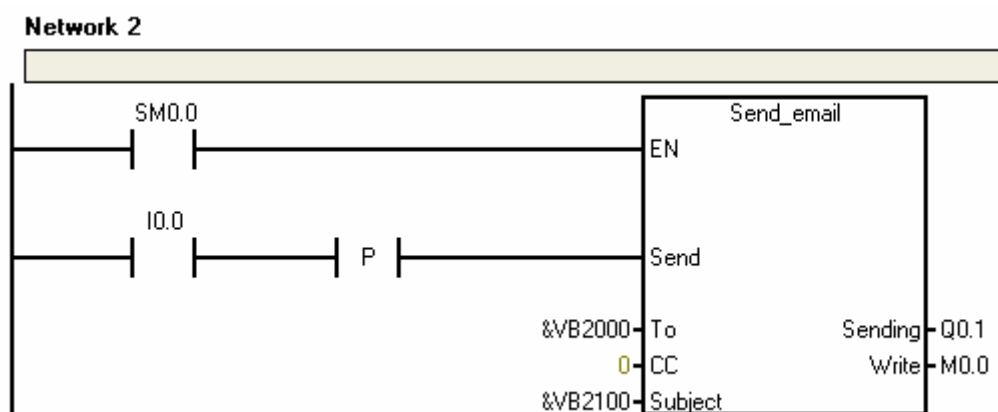 Network 2
SM0.0
Send_email
EN
I0.0
P
Send
&VB2000 To Sending Q0.1
0 CC Write M0.0
&VB2100 Subject